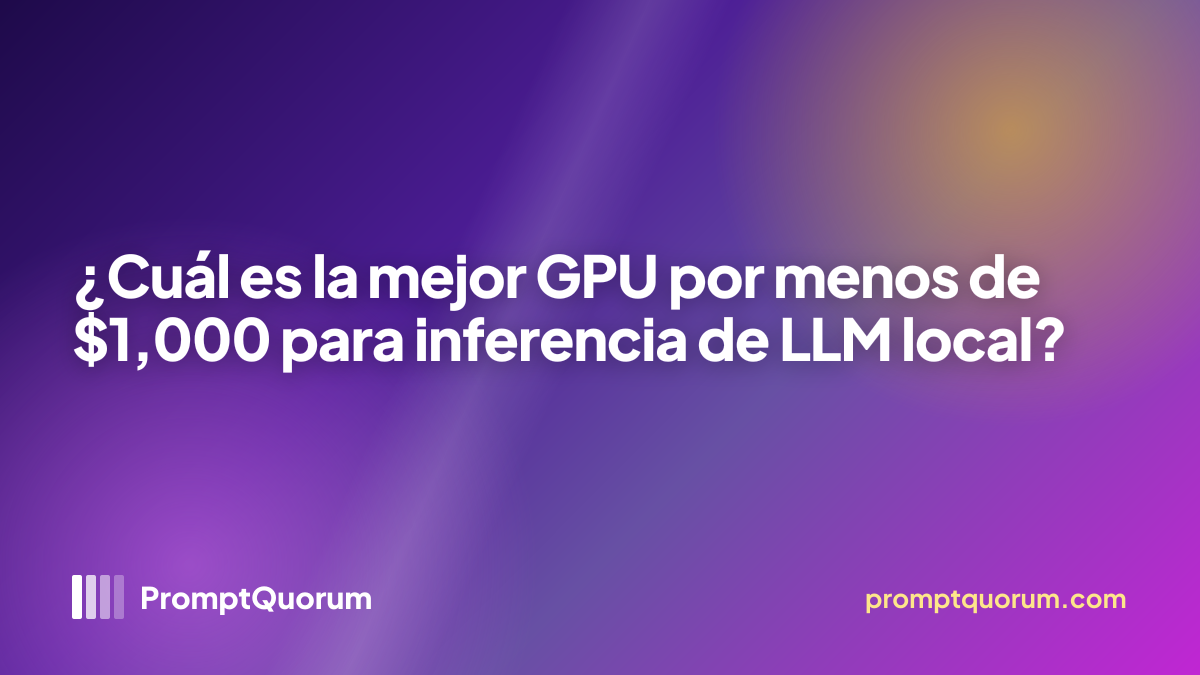 ¿Cuál es la mejor GPU por menos de
$1,000 para inferencia de LLM local?
PromptQuorum
promptquorum.com